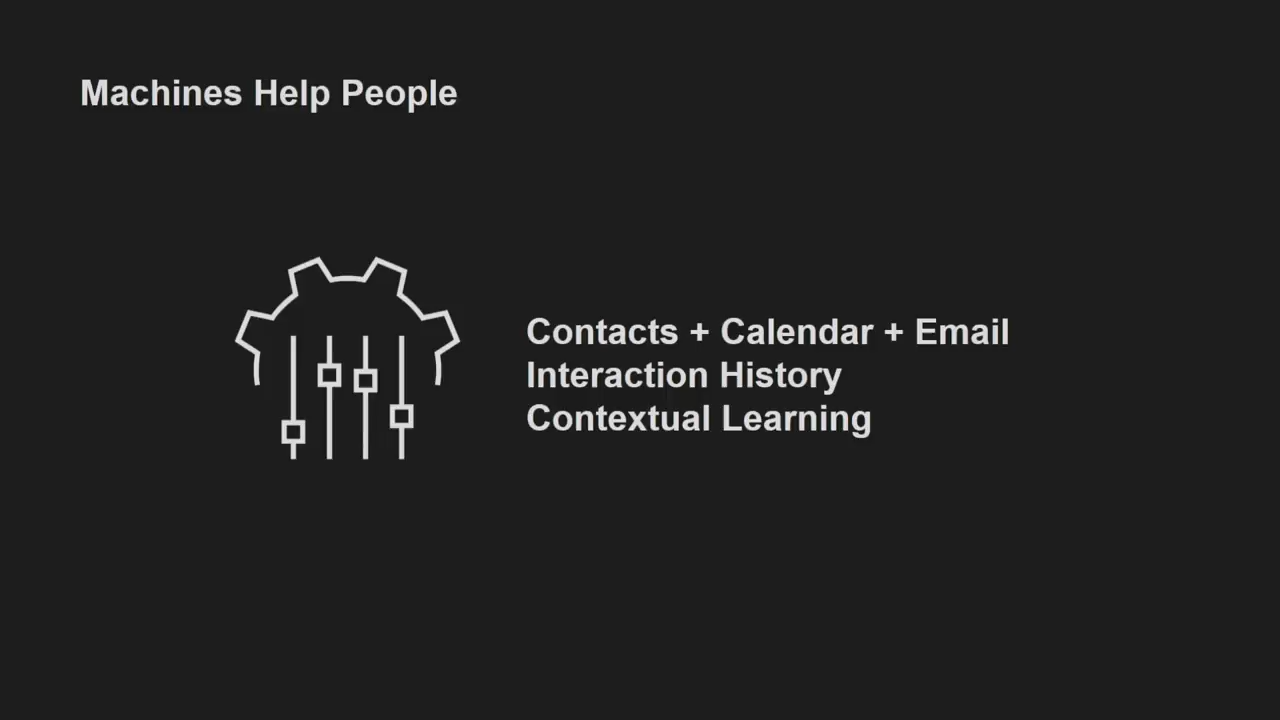 Machines Help People
Contacts + Calendar + Email
Interaction History
Contextual Learning